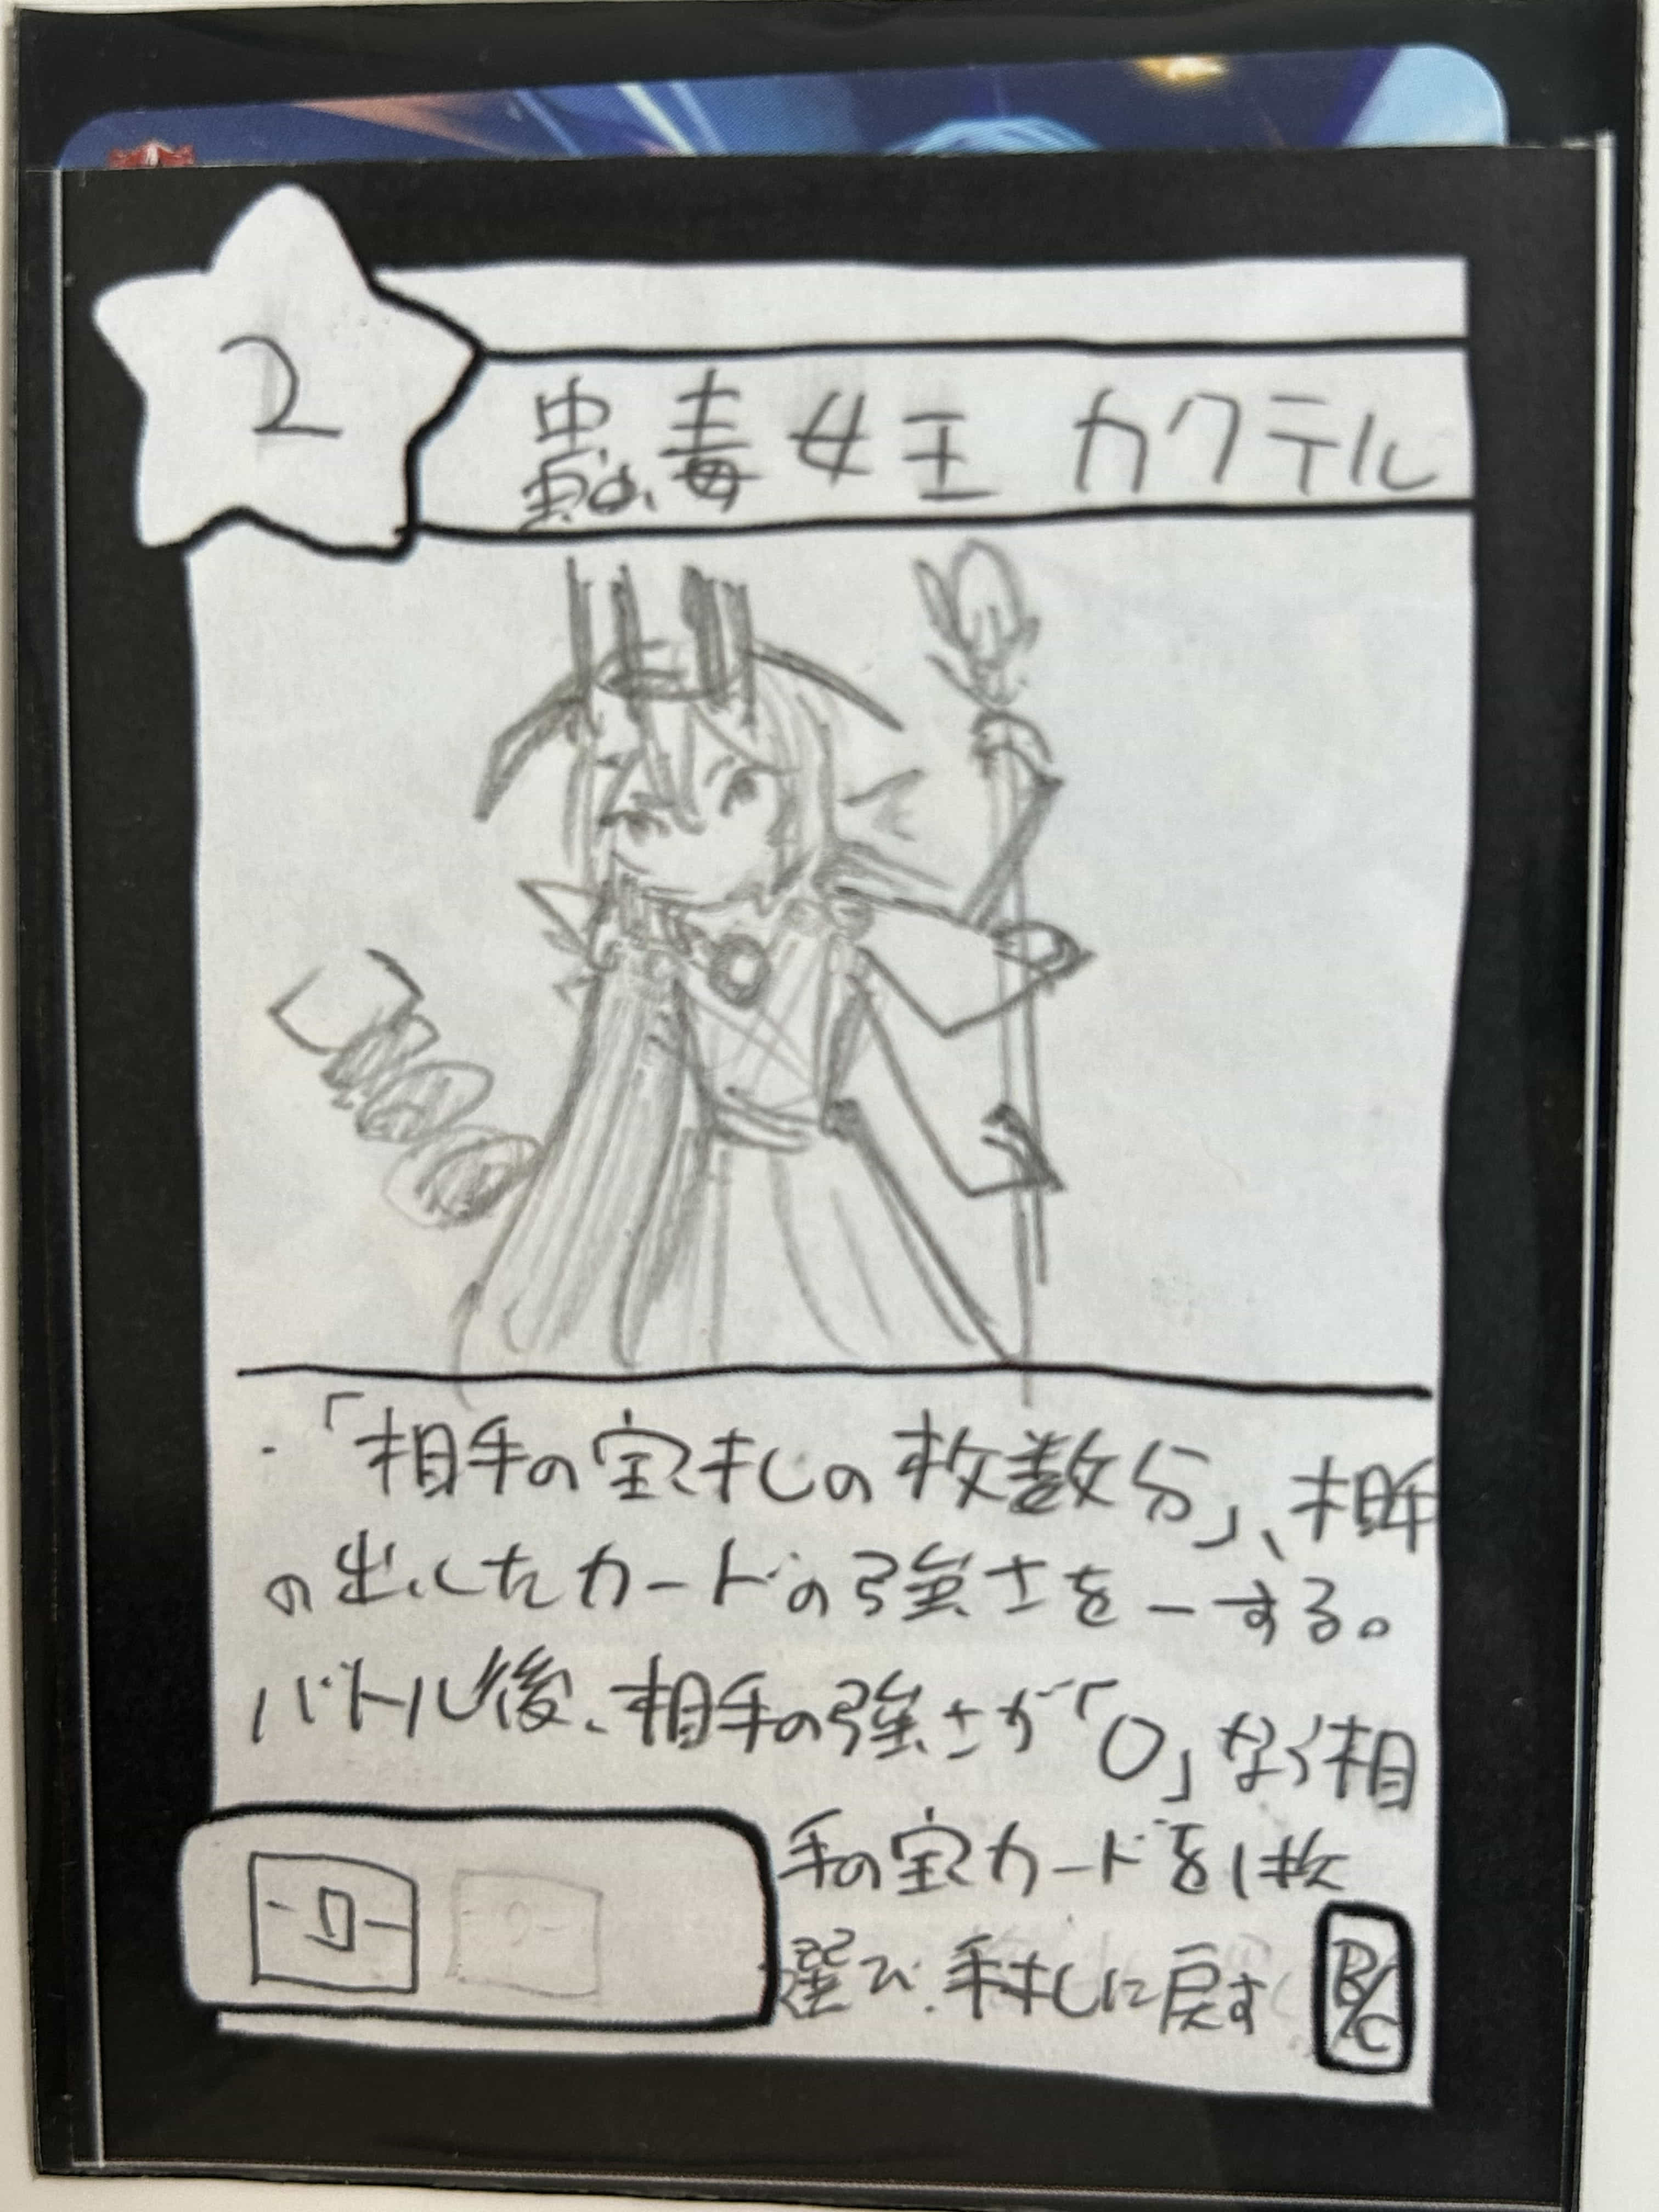 2
蟲毒女王 カクテル
・「相手の宝札の枚数分」、相手
の出したカードの強さを－する。
バトル後、相手の強さが「0」なら相
手の宝カードを1枚
選び、手札に戻す
B/C